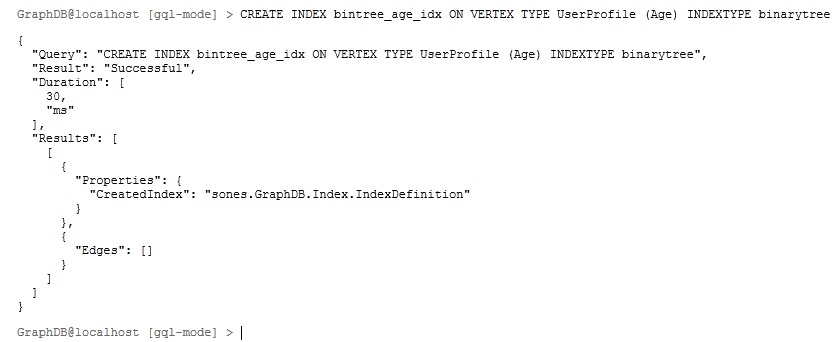 GraphDB@localhost [gql-mode] > CREATE INDEX bintree_age_idx ON VERTEX TYPE UserProfile (Age) INDEXTYPE binarytree
{
  "Query": "CREATE INDEX bintree_age_idx ON VERTEX TYPE UserProfile (Age) INDEXTYPE binarytree",
  "Result": "Successful",
  "Duration": [
    30,
    "ms"
  ],
  "Results": [
    [
      {
        "Properties": {
          "CreatedIndex": "sones.GraphDB.Index.IndexDefinition"
        }
      },
      {
        "Edges": []
      }
    ]
  ]
}
GraphDB@localhost [gql-mode] >